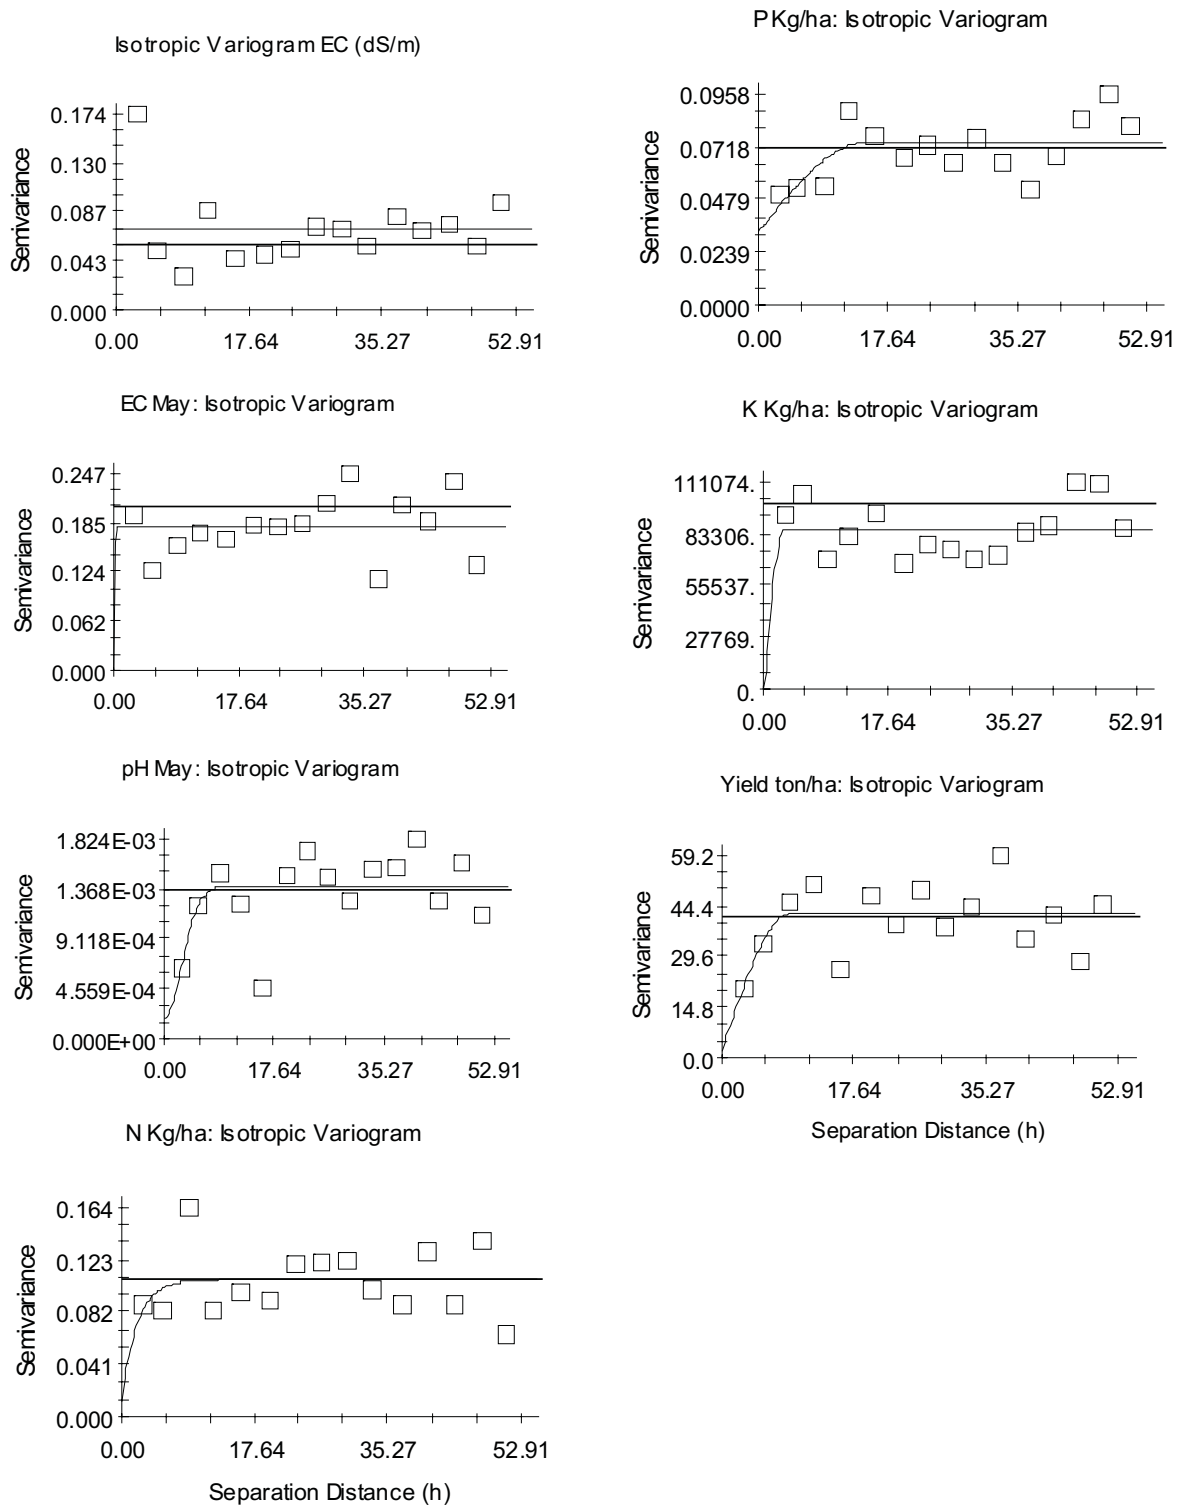 Isotropic Variogram EC (dS/m)
Semivariance
0.174
0.130
0.087
0.043
0.000
0.00 17.64 35.27 52.91
P Kg/ha: Isotropic Variogram
Semivariance
0.0958
0.0718
0.0479
0.0239
0.0000
0.00 17.64 35.27 52.91
EC May: Isotropic Variogram
Semivariance
0.247
0.185
0.124
0.062
0.000
0.00 17.64 35.27 52.91
K Kg/ha: Isotropic Variogram
Semivariance
111074.
83306.
55537.
27769.
0.
0.00 17.64 35.27 52.91
pH May: Isotropic Variogram
Semivariance
1.824E-03
1.368E-03
9.118E-04
4.559E-04
0.000E+00
0.00 17.64 35.27 52.91
Yield ton/ha: Isotropic Variogram
Semivariance
59.2
44.4
29.6
14.8
0.0
0.00 17.64 35.27 52.91
Separation Distance (h)
N Kg/ha: Isotropic Variogram
Semivariance
0.164
0.123
0.082
0.041
0.000
0.00 17.64 35.27 52.91
Separation Distance (h)